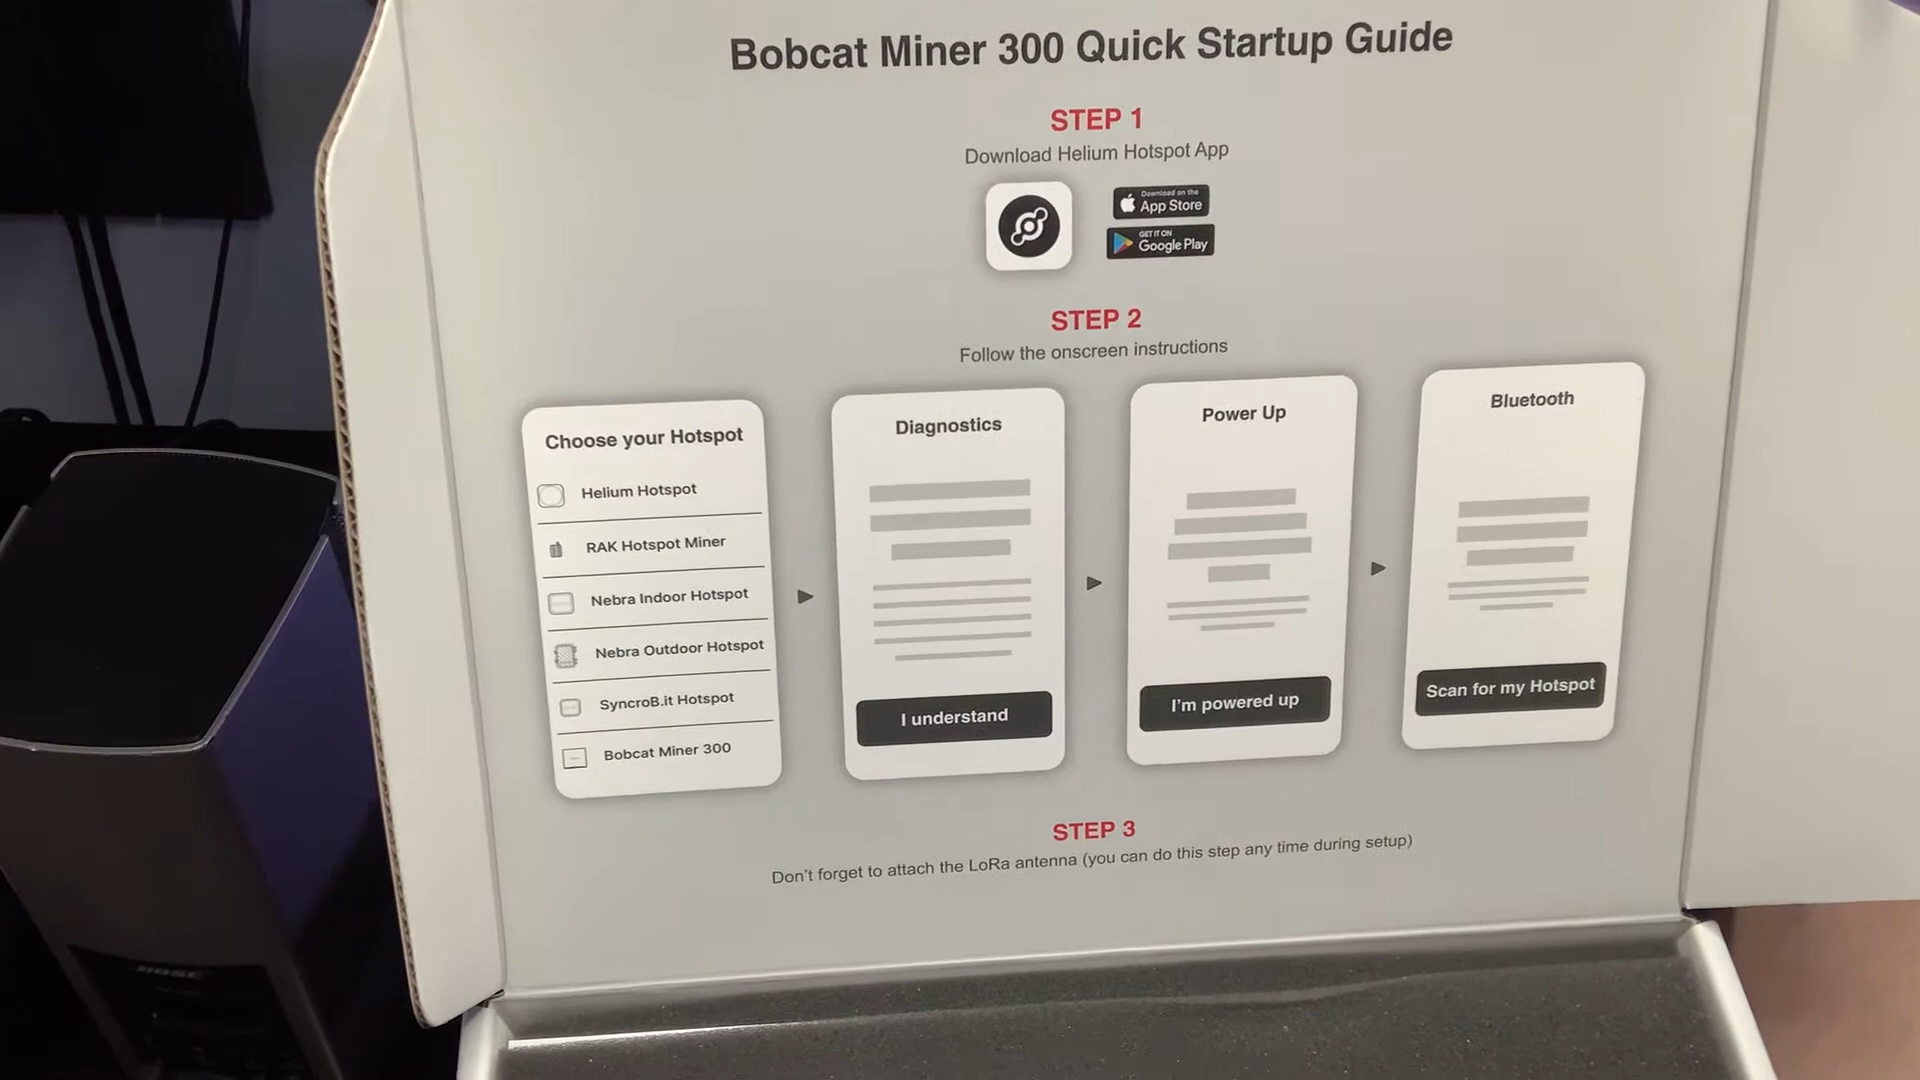 Bobcat Miner 300 Quick Startup Guide
STEP 1
Download Helium Hotspot App
Download on the
App Store
GET IT ON
Google Play
STEP 2
Follow the onscreen instructions
Choose your Hotspot
Helium Hotspot
RAK Hotspot Miner
Nebra Indoor Hotspot
Nebra Outdoor Hotspot
SyncroB.it Hotspot
Bobcat Miner 300
Diagnostics
I understand
Power Up
I'm powered up
Bluetooth
Scan for my Hotspot
STEP 3
Don't forget to attach the LoRa antenna (you can do this step any time during setup)
BOSE